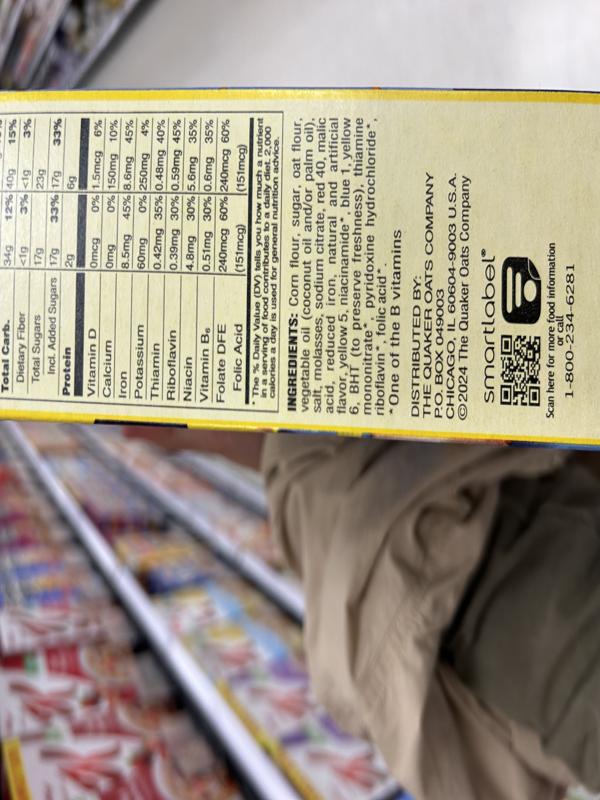 Total Carb. 34g 12% 40g 15%
Dietary Fiber <1g 3% <1g 3%
Total Sugars 17g 23g
Incl. Added Sugars 17g 33% 17g 33%
Protein 2g 6g
Vitamin D 0mcg 0% 1.5mcg 6%
Calcium 0mg 0% 150mg 10%
Iron 8.5mg 45% 8.6mg 45%
Potassium 60mg 0% 250mg 4%
Thiamin 0.42mg 35% 0.48mg 40%
Riboflavin 0.39mg 30% 0.59mg 45%
Niacin 4.8mg 30% 5.6mg 35%
Vitamin B6 0.51mg 30% 0.6mg 35%
Folate DFE 240mcg 60% 240mcg 60%
Folic Acid (151mcg) (151mcg)
The % Daily Value (DV) tells you how much a nutrient
in a serving of food contributes to a daily diet. 2,000
calories a day is used for general nutrition advice.
INGREDIENTS: Corn flour, sugar, oat flour,
vegetable oil (coconut oil and/or palm oil),
salt, molasses, sodium citrate, red 40, malic
acid, reduced iron, natural and artificial
flavor, yellow 5, niacinamide*, blue 1, yellow
6, BHT (to preserve freshness), thiamine
mononitrate*, pyridoxine hydrochloride*,
riboflavin*, folic acid*.
*One of the B vitamins
DISTRIBUTED BY:
THE QUAKER OATS COMPANY
P.O. BOX 049003
CHICAGO, IL 60604-9003 U.S.A.
©2024 The Quaker Oats Company
smartlabel®
Scan here for more food information
or call
1-800-234-6281